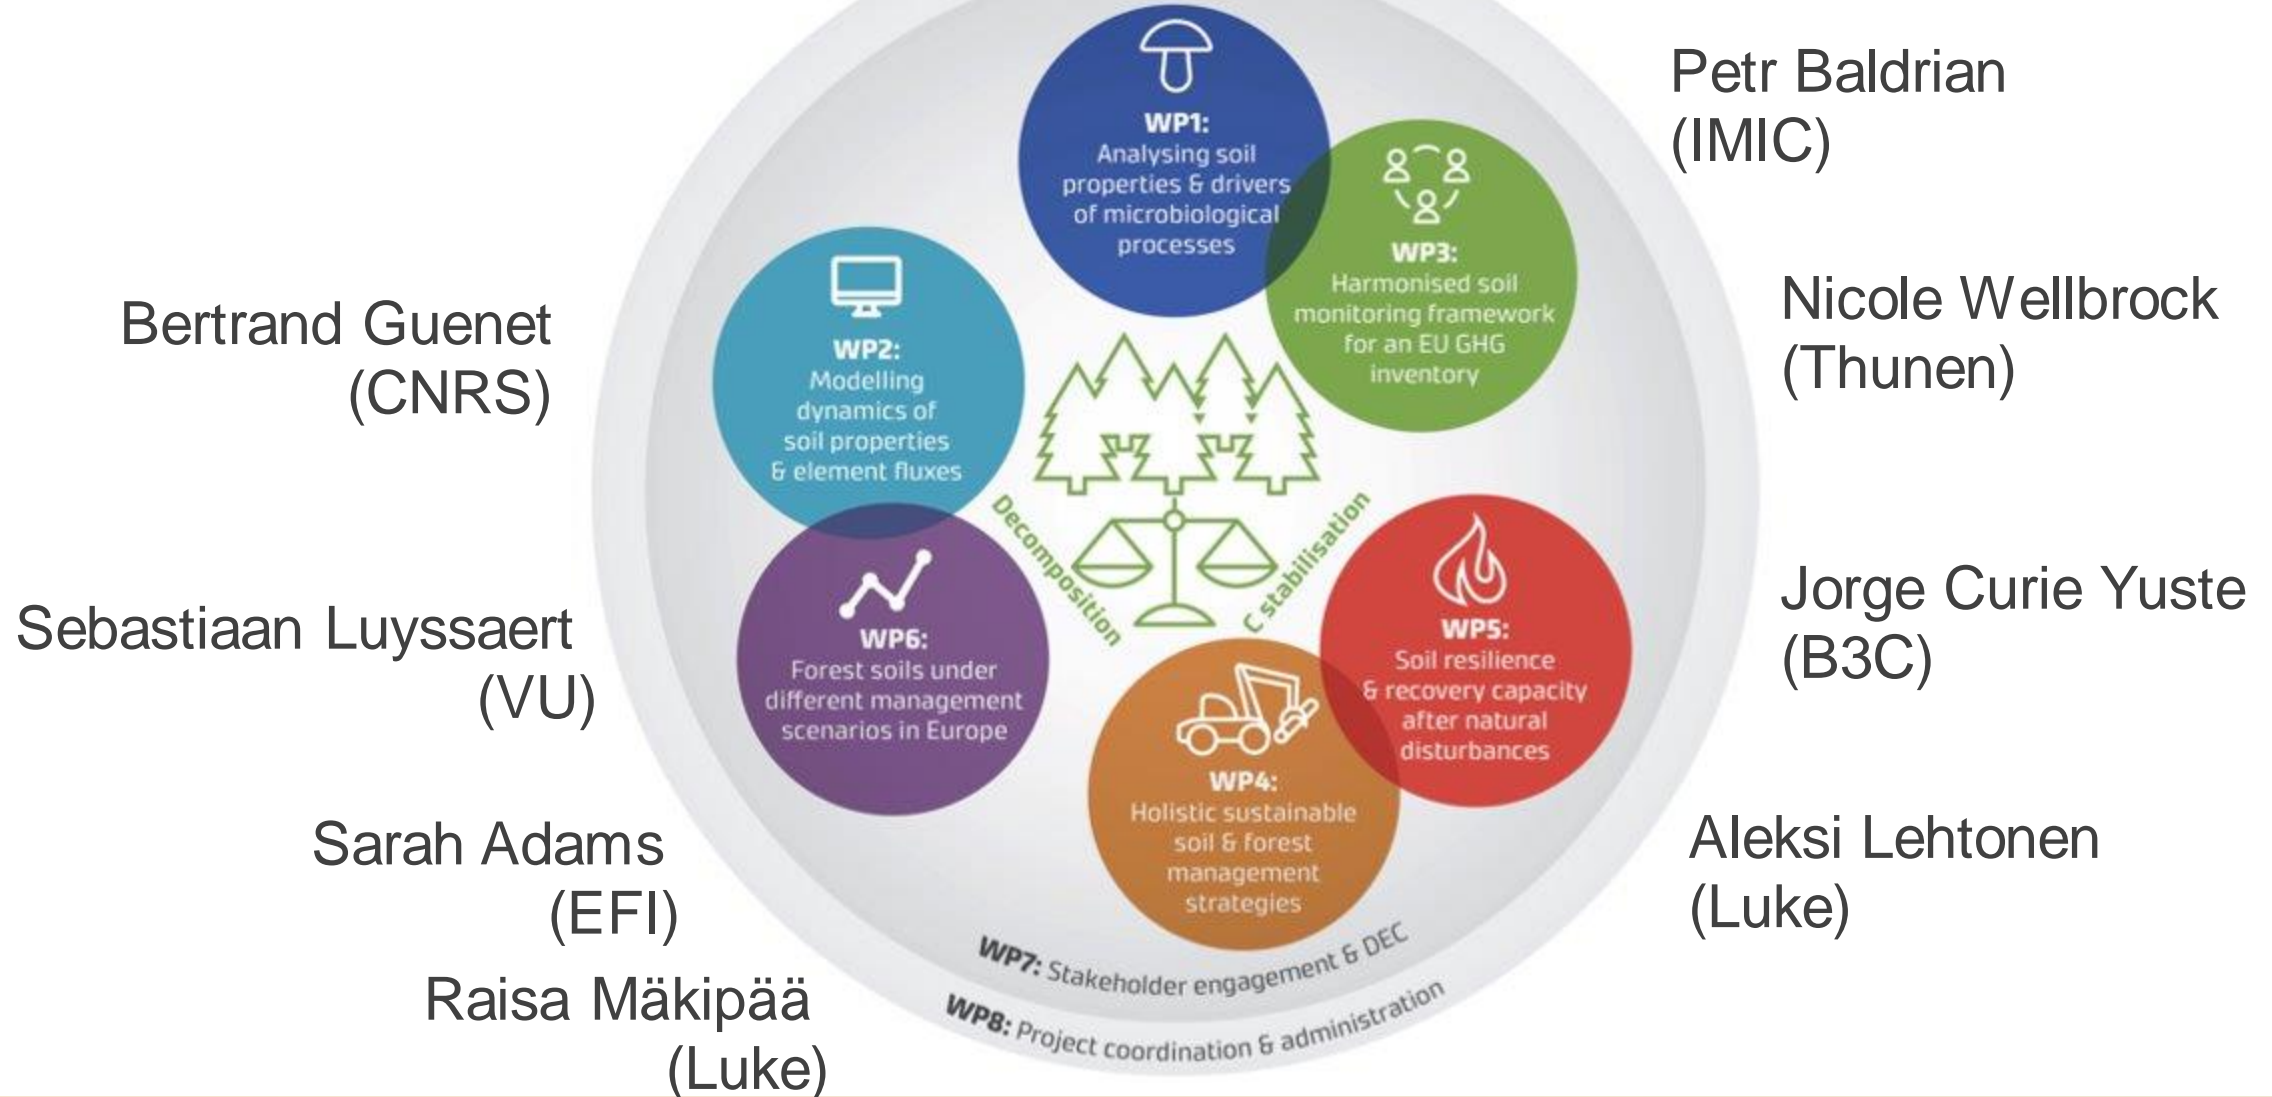 WP1:
Analysing soil
properties & drivers
of microbiological
processes
Petr Baldrian
(IMIC)
WP3:
Harmonised soil
monitoring framework
for an EU GHG
inventory
Nicole Wellbrock
(Thunen)
Bertrand Guenet
(CNRS)
WP2:
Modelling
dynamics of
soil properties
& element fluxes
Decomposition
C stabilisation
Sebastiaan Luyssaert
(VU)
WP6:
Forest soils under
different management
scenarios in Europe
WP5:
Soil resilience
& recovery capacity
after natural
disturbances
Jorge Curie Yuste
(B3C)
WP4:
Holistic sustainable
soil & forest
management
strategies
Aleksi Lehtonen
(Luke)
Sarah Adams
(EFI)
WP7: Stakeholder engagement & DEC
Raisa Mäkipää
(Luke)
WP8: Project coordination & administration